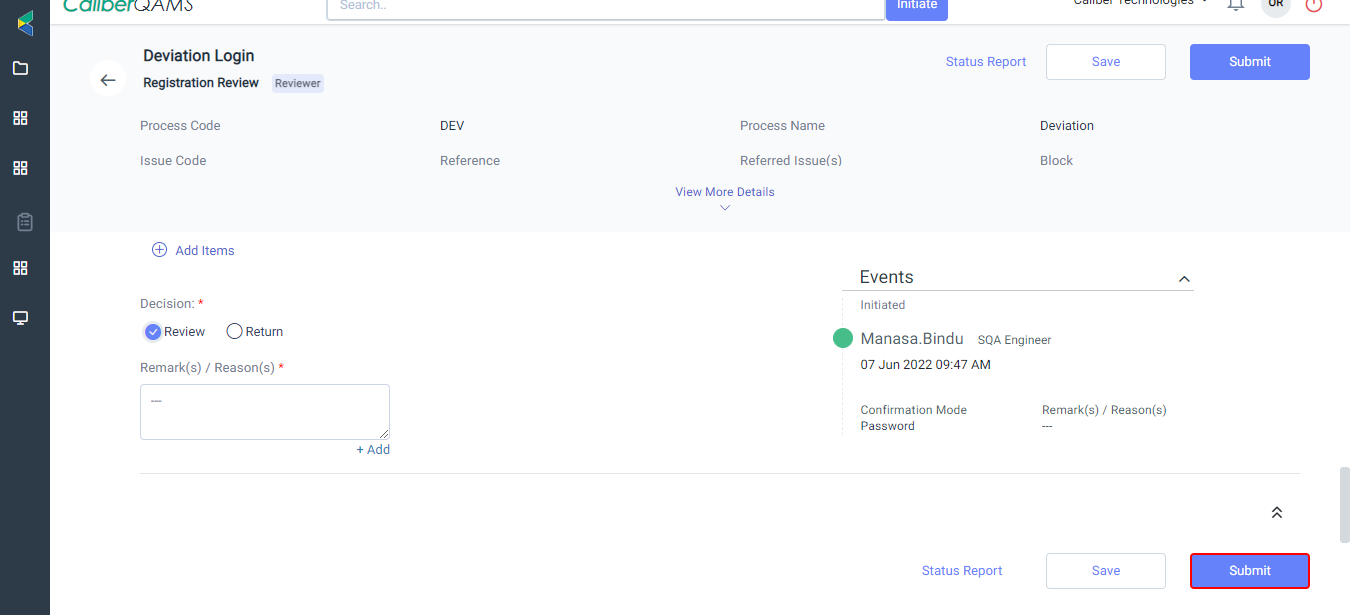 CaliberQAMS
Search..
Initiate
Caliber Technologies
OR
Deviation Login
Registration Review Reviewer
Status Report Save Submit
Process Code DEV Process Name Deviation
Issue Code Reference Referred Issue(s) Block
View More Details
Add Items
Events
Initiated
Decision: *
Review Return
Manasa.Bindu SQA Engineer
07 Jun 2022 09:47 AM
Remark(s) / Reason(s) *
---
+ Add
Confirmation Mode Remark(s) / Reason(s)
Password ---
Status Report Save Submit